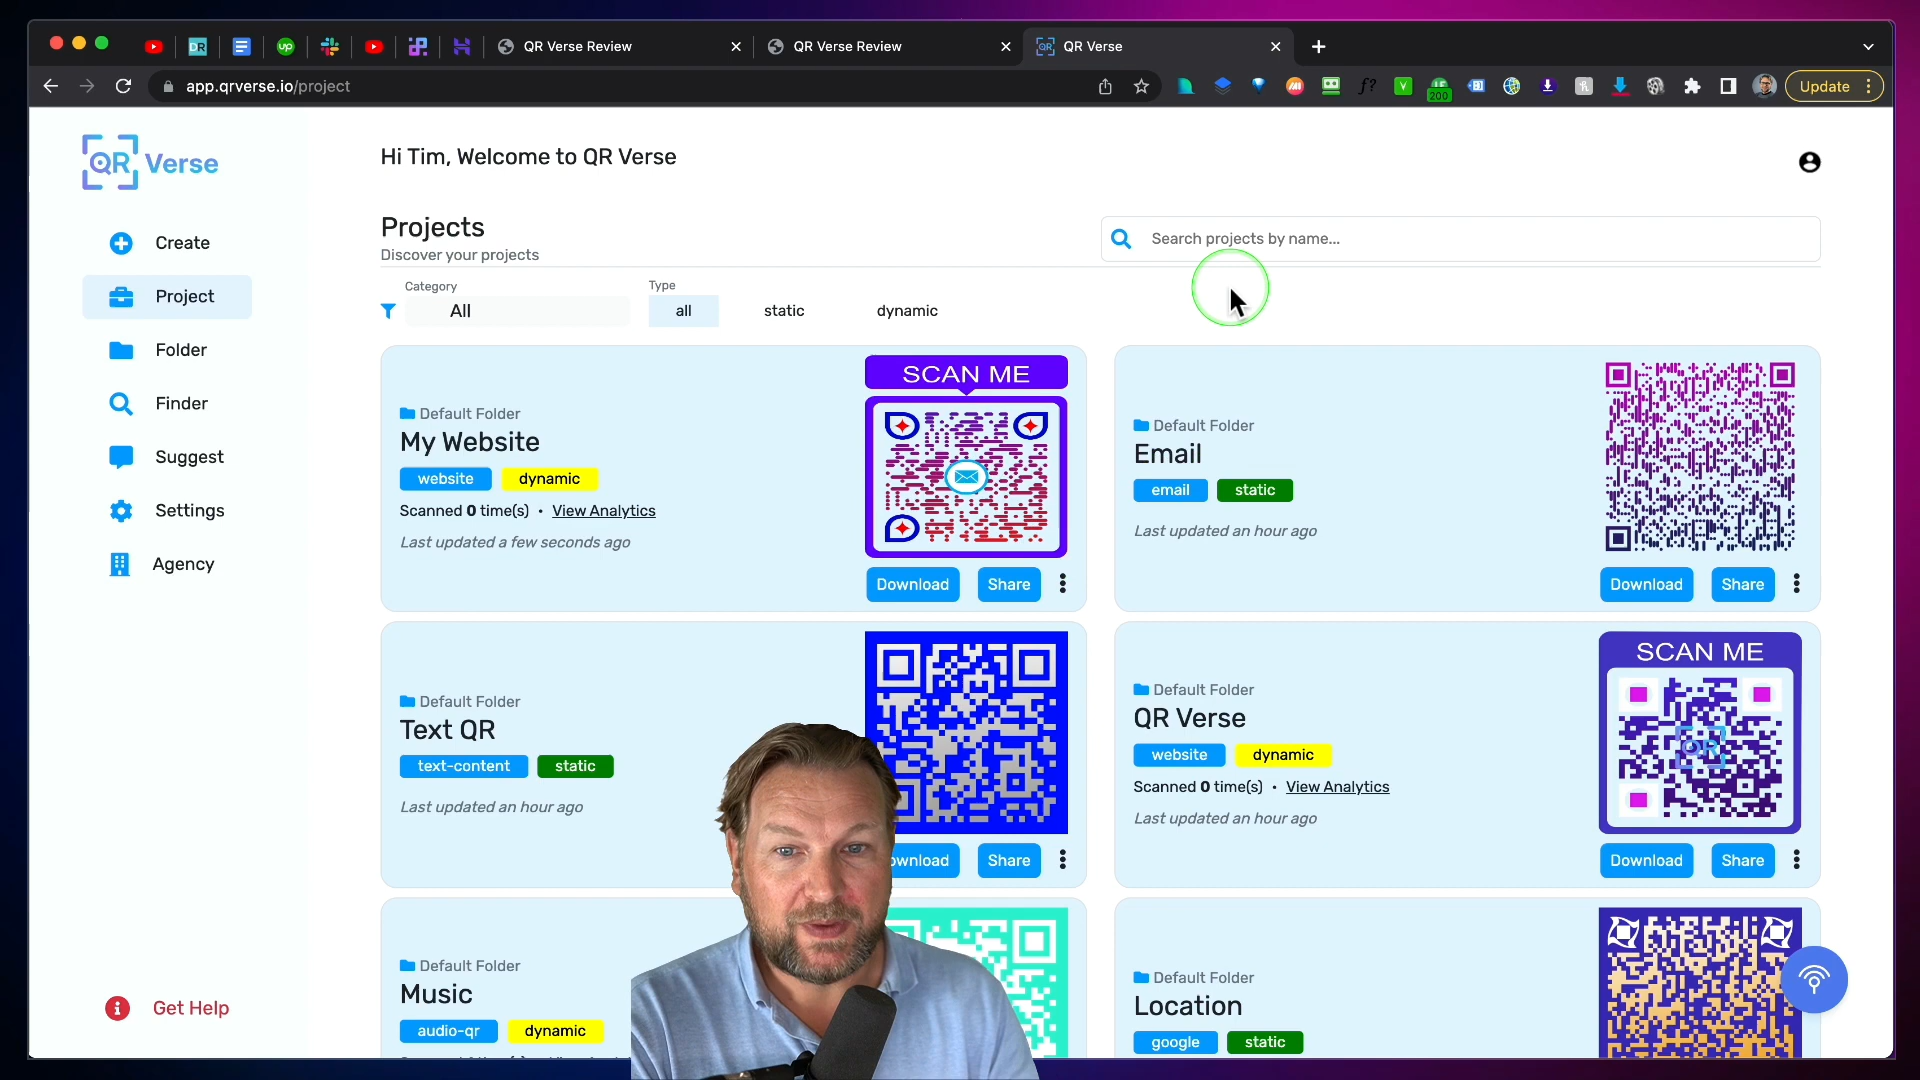 QR Verse Review
QR Verse Review
QR Verse
app.qrverse.io/project
200
Update
QR Verse
Hi Tim, Welcome to QR Verse
Create
Project
Folder
Finder
Suggest
Settings
Agency
Get Help
Projects
Discover your projects
Search projects by name...
Category
All
Type
all
static
dynamic
SCAN ME
Default Folder
My Website
website
dynamic
Scanned 0 time(s) • View Analytics
Last updated a few seconds ago
Download
Share
Default Folder
Email
email
static
Last updated an hour ago
Download
Share
Default Folder
Text QR
text-content
static
Last updated an hour ago
ownload
Share
SCAN ME
Default Folder
QR Verse
website
dynamic
Scanned 0 time(s) • View Analytics
Last updated an hour ago
QR
Download
Share
Default Folder
Music
audio-qr
dynamic
Default Folder
Location
google
static